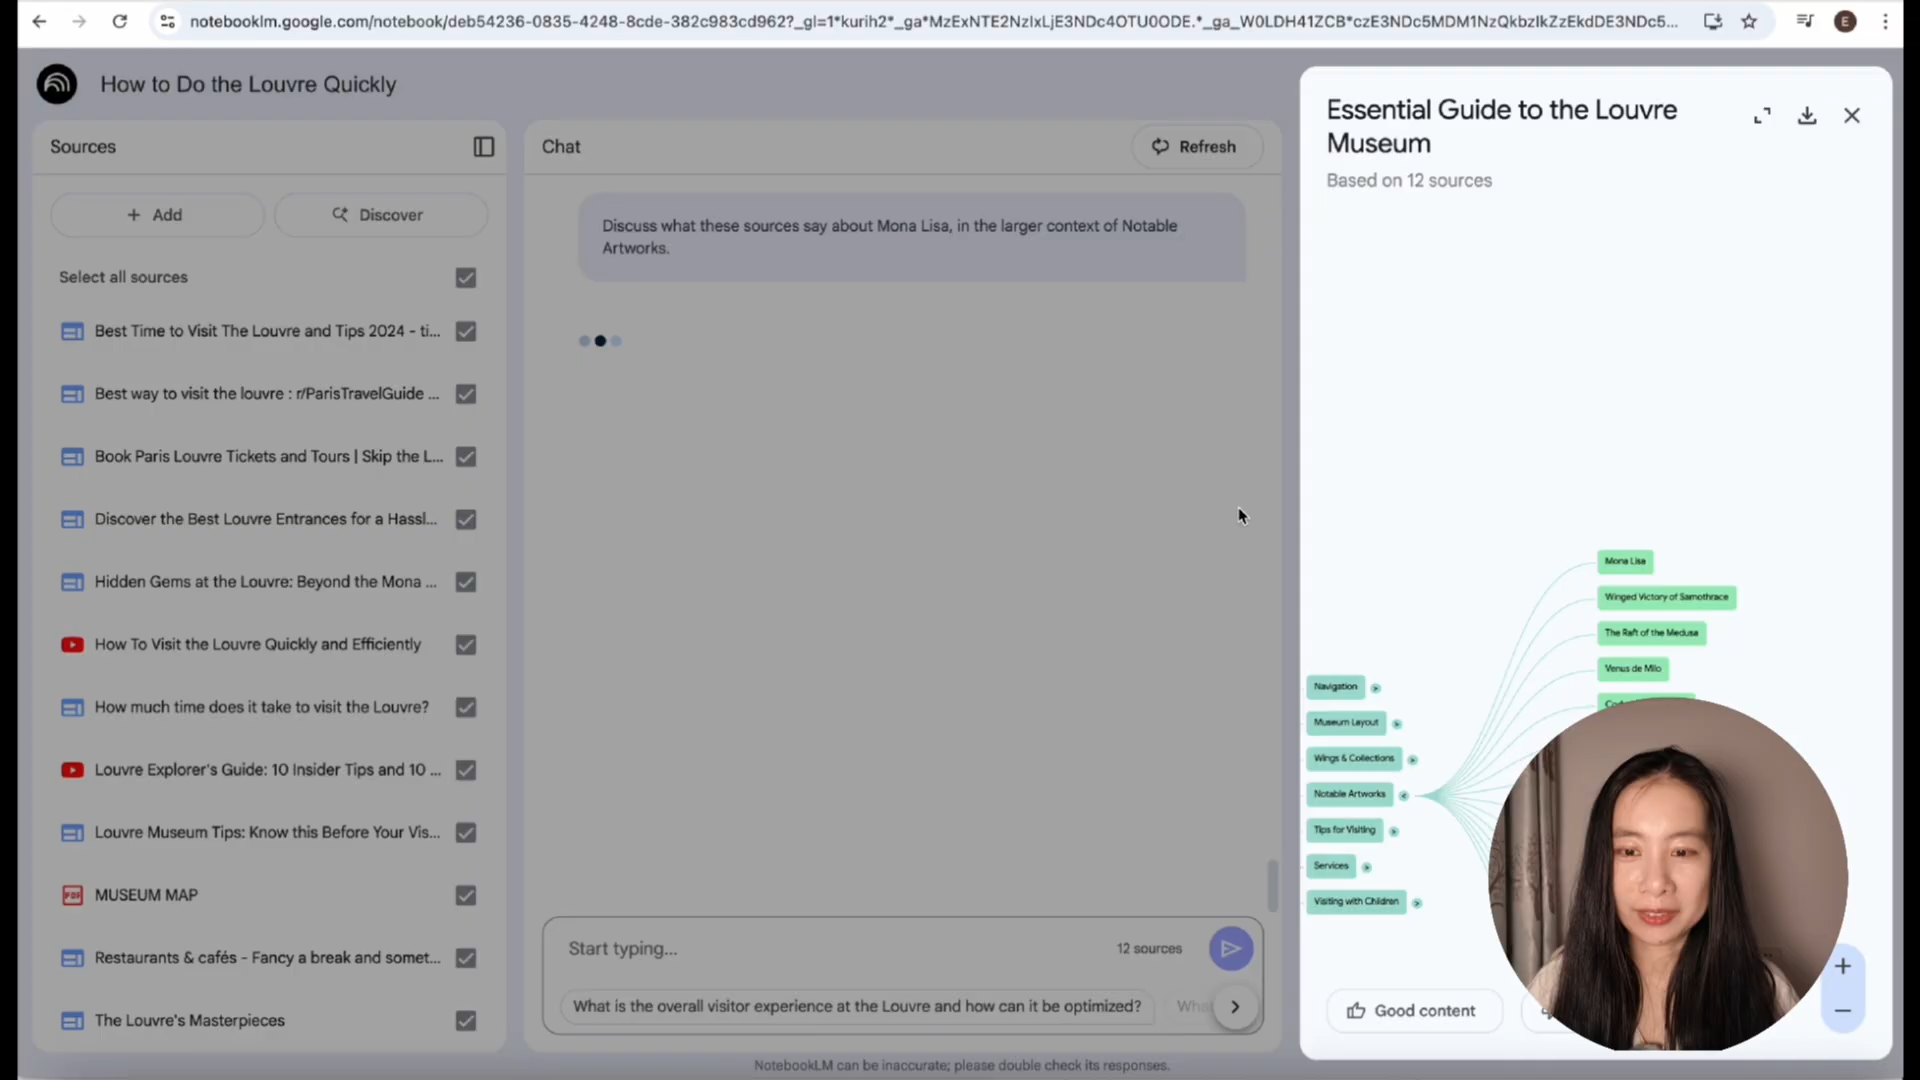 notebooklm.google.com/notebook/deb54236-0835-4248-8cde-382c983cd962?_gl=1*kurih2*_ga*MzExNTE2NzIxLjE3NDc4OTU0ODE.*_ga_W0LDH41ZCB*czE3NDc5MDM1NzQkbzIkZzEkdDE3NDc5...
E
How to Do the Louvre Quickly
Sources
+ Add
Discover
Select all sources
Best Time to Visit The Louvre and Tips 2024 - ti...
Best way to visit the louvre : r/ParisTravelGuide ...
Book Paris Louvre Tickets and Tours | Skip the L...
Discover the Best Louvre Entrances for a Hassl...
Hidden Gems at the Louvre: Beyond the Mona ...
How To Visit the Louvre Quickly and Efficiently
How much time does it take to visit the Louvre?
Louvre Explorer's Guide: 10 Insider Tips and 10 ...
Louvre Museum Tips: Know this Before Your Vis...
PDF
MUSEUM MAP
Restaurants & cafés - Fancy a break and somet...
The Louvre's Masterpieces
Chat
Refresh
Discuss what these sources say about Mona Lisa, in the larger context of Notable
Artworks.
Start typing...
12 sources
What is the overall visitor experience at the Louvre and how can it be optimized?
NotebookLM can be inaccurate; please double check its responses.
Essential Guide to the Louvre
Museum
Based on 12 sources
Mona Lisa
Winged Victory of Samothrace
The Raft of the Medusa
Venus de Milo
Navigation
Museum Layout
Wings & Collections
Notable Artworks
Tips for Visiting
Services
Visiting with Children
Good content